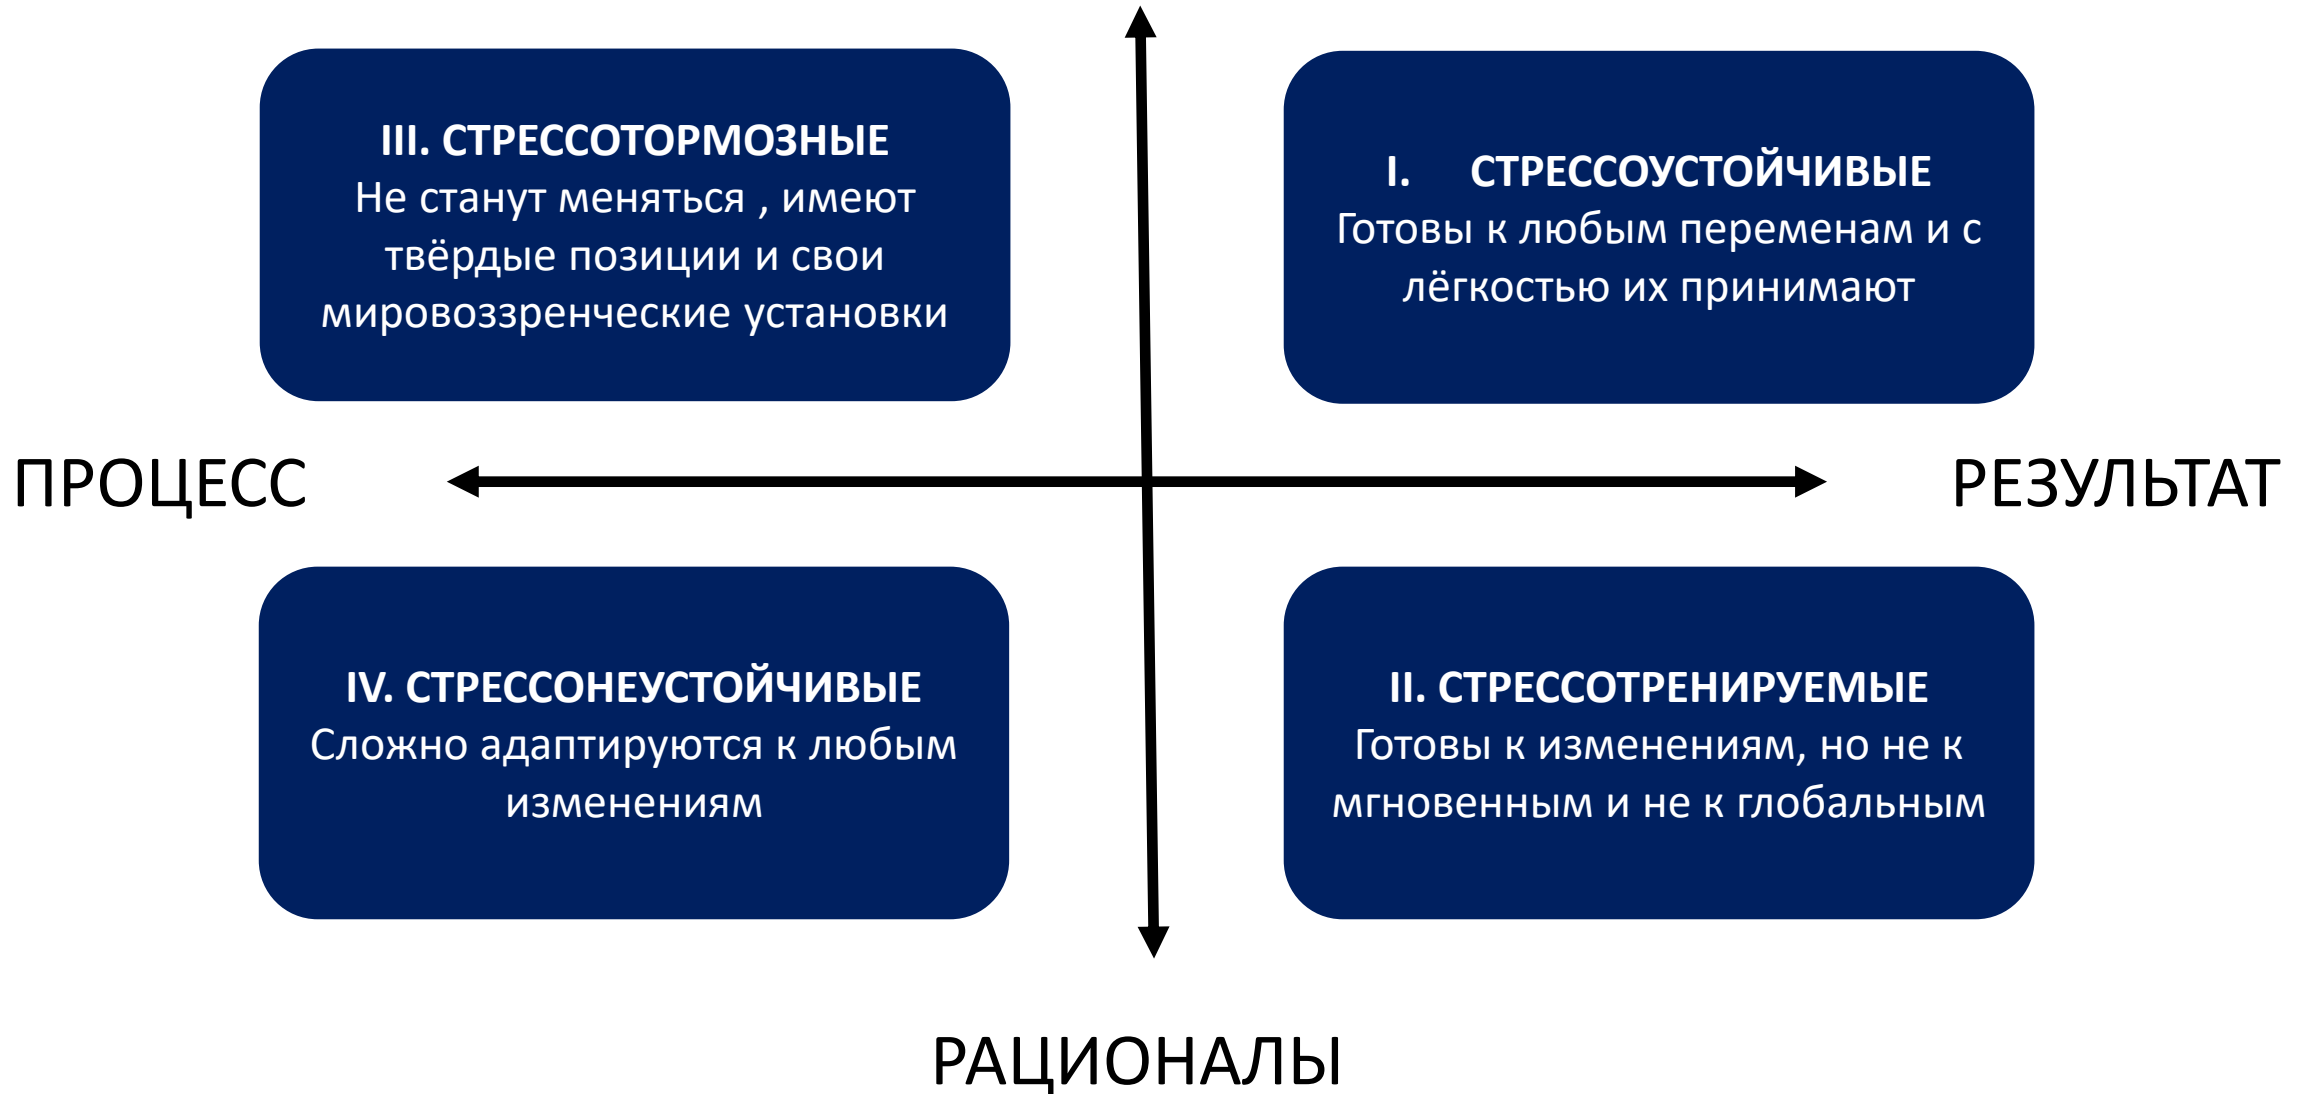 III. СТРЕССОТОРМОЗНЫЕ
Не станут меняться , имеют
твёрдые позиции и свои
мировоззренческие установки
I. СТРЕССОУСТОЙЧИВЫЕ
Готовы к любым переменам и с
лёгкостью их принимают
ПРОЦЕСС
РЕЗУЛЬТАТ
IV. СТРЕССОНЕУСТОЙЧИВЫЕ
Сложно адаптируются к любым
изменениям
II. СТРЕССОТРЕНИРУЕМЫЕ
Готовы к изменениям, но не к
мгновенным и не к глобальным
РАЦИОНАЛЫ